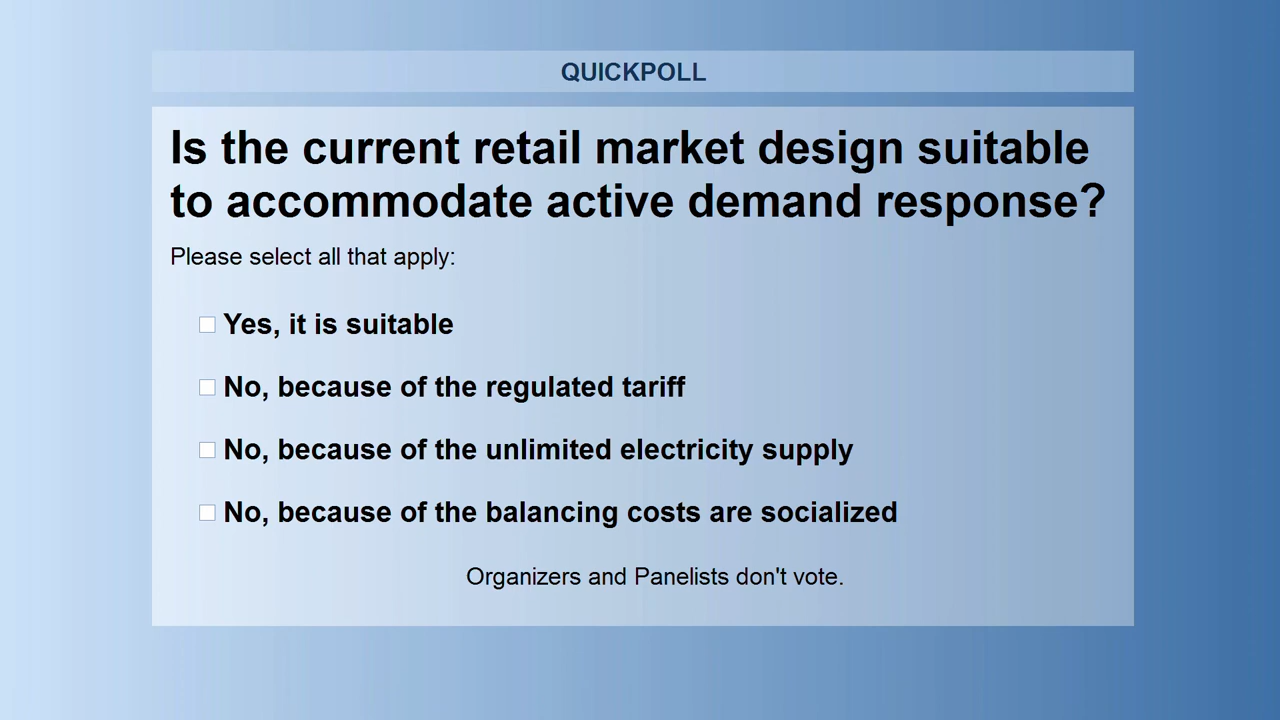 QUICKPOLL
Is the current retail market design suitable
to accommodate active demand response?
Please select all that apply:
Yes, it is suitable
No, because of the regulated tariff
No, because of the unlimited electricity supply
No, because of the balancing costs are socialized
Organizers and Panelists don't vote.